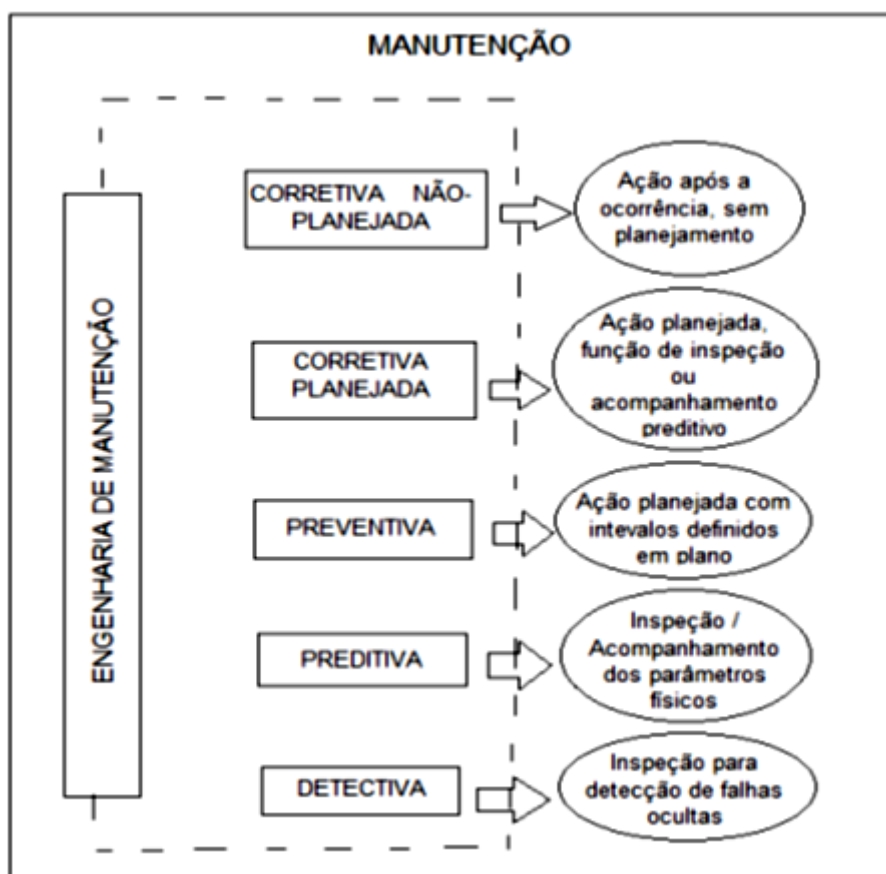 MANUTENÇÃO
ENGENHARIA DE MANUTENÇÃO
CORRETIVA NÃO-
PLANEJADA
Ação após a
ocorrência, sem
planejamento
CORRETIVA
PLANEJADA
Ação planejada,
função de inspeção
ou
acompanhamento
preditivo
PREVENTIVA
Ação planejada com
intevalos definidos
em plano
PREDITIVA
Inspeção /
Acompanhamento
dos parâmetros
físicos
DETECTIVA
Inspeção para
detecção de falhas
ocultas